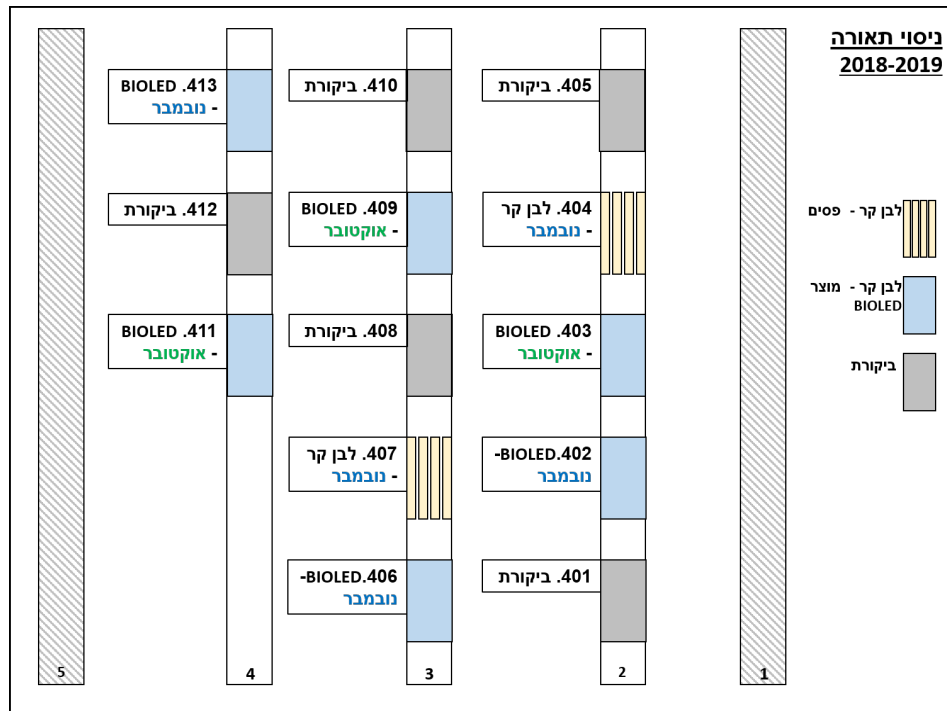 ניסוי תאורה
2018-2019
לבן קר - פסים
לבן קר - מוצר
BIOLED
ביקורת
405. ביקורת
404. לבן קר
- נובמבר
403. BIOLED
- אוקטובר
402.BIOLED-
נובמבר
401. ביקורת
410. ביקורת
409. BIOLED
- אוקטובר
408. ביקורת
407. לבן קר
- נובמבר
406.BIOLED-
נובמבר
413. BIOLED
- נובמבר
412. ביקורת
411. BIOLED
- אוקטובר
1
2
3
4
5